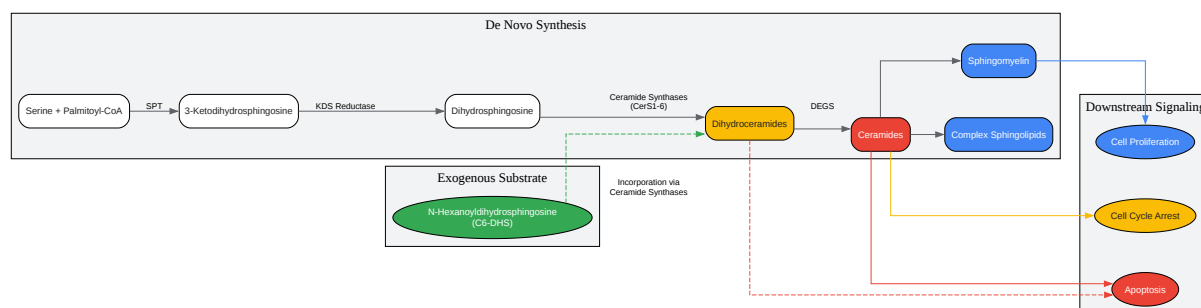 De Novo Synthesis
Sphingomyelin
Serine + Palmitoyl-CoA
SPT
3-Ketodihydrosphingosine
KDS Reductase
Dihydrosphingosine
Ceramide Synthases
(CerS1-6)
Dihydroceramides
DEGS
Ceramides
Complex Sphingolipids
Downstream Signaling
Cell Proliferation
Exogenous Substrate
N-Hexanoyldihydrosphingosine
(C6-DHS)
Incorporation via
Ceramide Synthases
Cell Cycle Arrest
Apoptosis